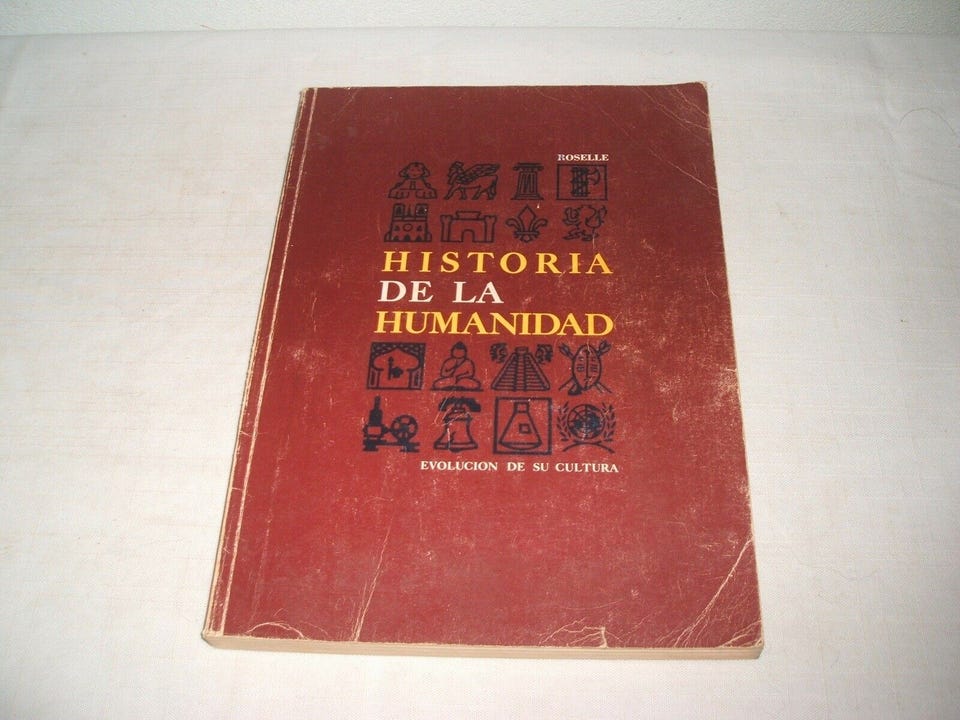 ROSELLE
HISTORIA
DE LA
HUMANIDAD
EVOLUCION DE SU CULTURA